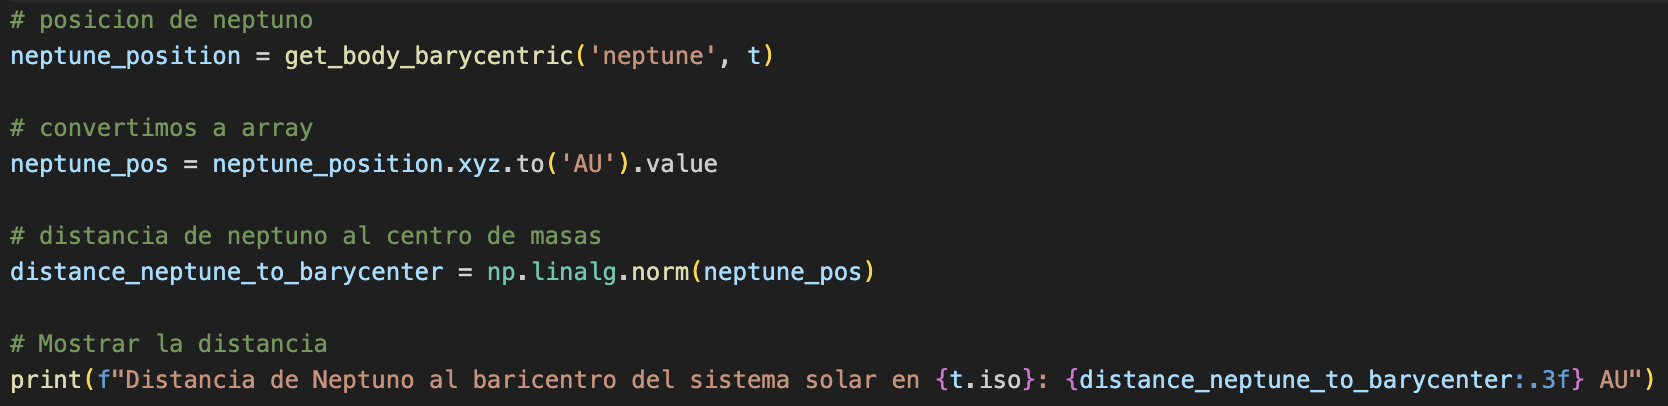 # posicion de neptuno
neptune_position = get_body_barycentric('neptune', t)
# convertimos a array
neptune_pos = neptune_position.xyz.to('AU').value
# distancia de neptuno al centro de masas
distance_neptune_to_barycenter = np.linalg.norm(neptune_pos)
# Mostrar la distancia
print(f"Distancia de Neptuno al baricentro del sistema solar en {t.iso}: {distance_neptune_to_barycenter:.3f} AU")